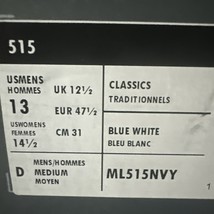 515
USMENS
HOMMES
13
USWOMENS
FEMMES
14½
UK 12½
EUR 47½
CM 31
CLASSICS
TRADITIONNELS
BLUE WHITE
BLEU BLANC
D
MENS/HOMMES
MEDIUM
MOYEN
ML515NVY
1